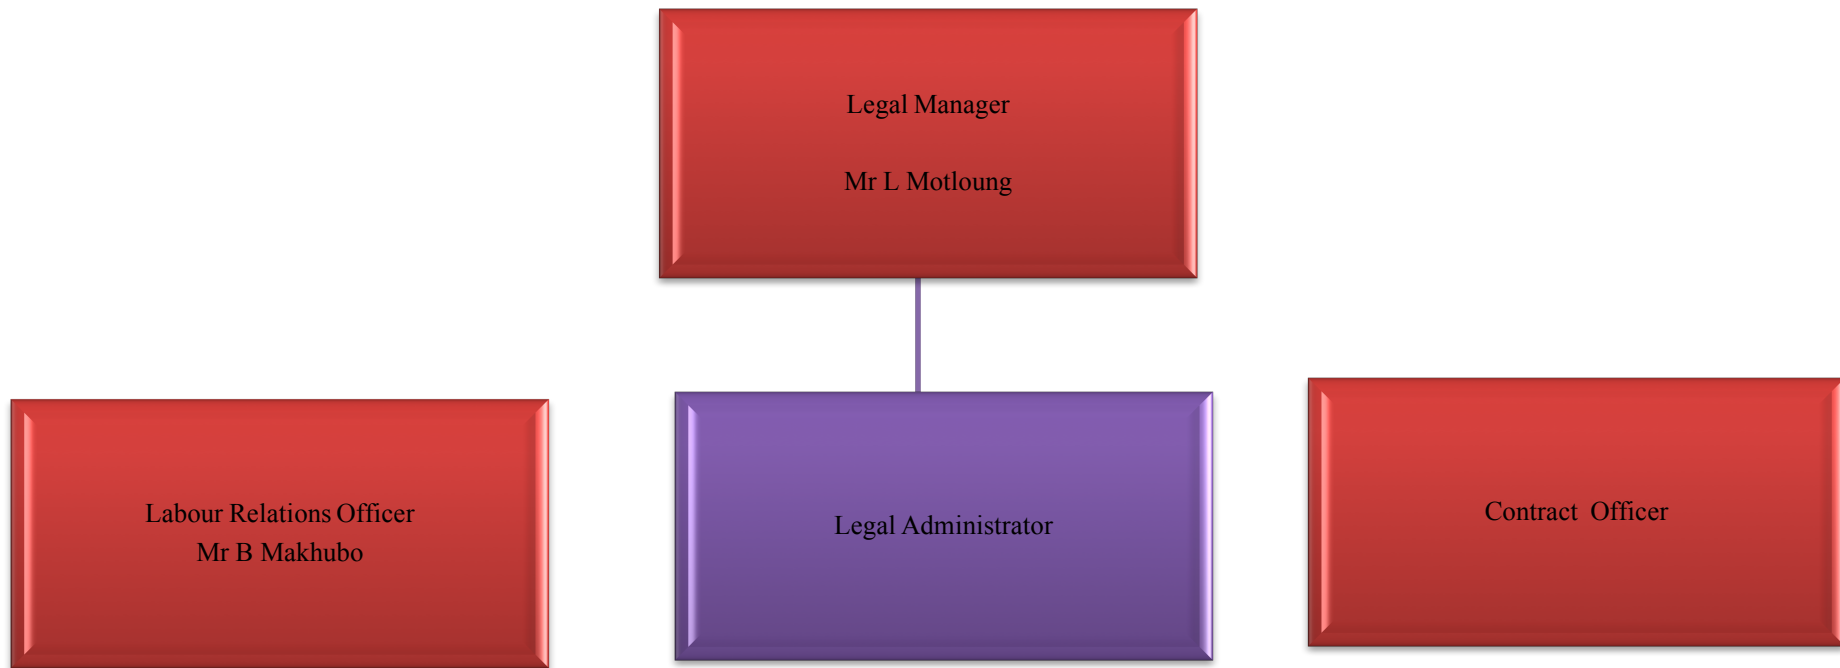 Legal Manager
Mr L Motloung
Labour Relations Officer
Mr B Makhubo
Legal Administrator
Contract Officer